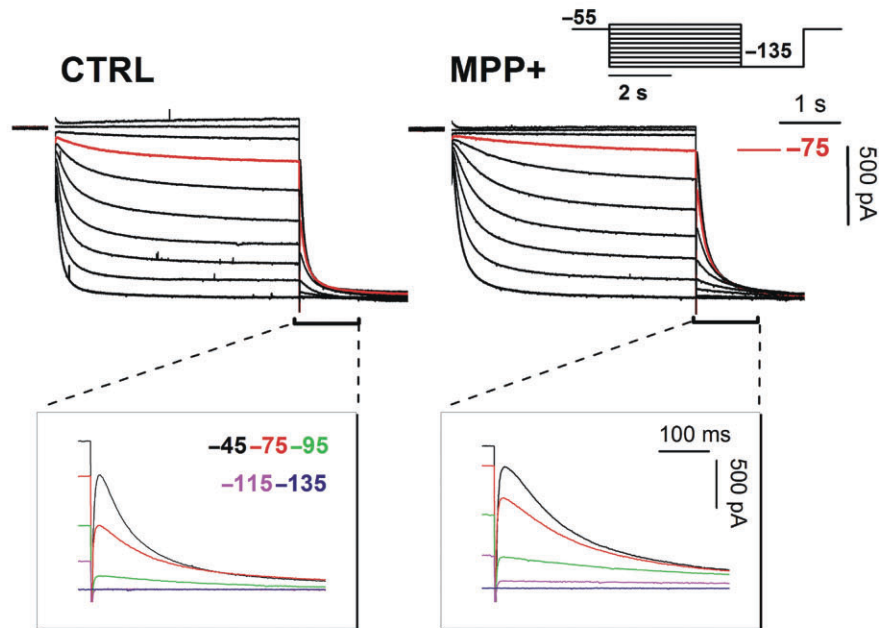 –55
CTRL
MPP+
–135
2 s
1 s
–75
500 pA
–45 –75 –95
–115 –135
100 ms
500 pA